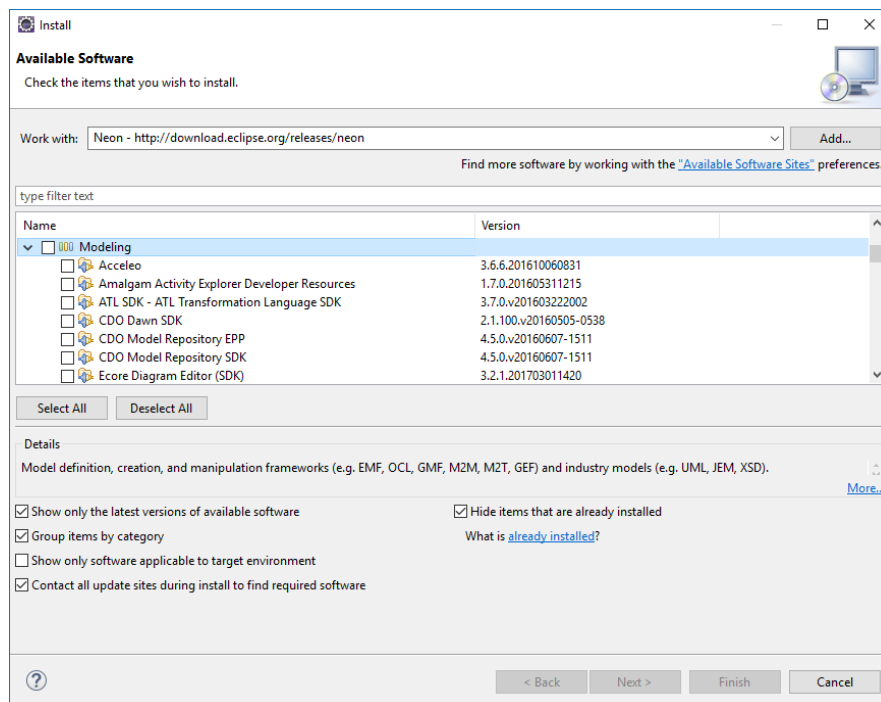 Install
Available Software
Check the items that you wish to install.
Work with: Neon - http://download.eclipse.org/releases/neon Add...
Find more software by working with the "Available Software Sites" preferences.
type filter text
Name Version
Modeling
Acceleo 3.6.6.201610060831
Amalgam Activity Explorer Developer Resources 1.7.0.201605311215
ATL SDK - ATL Transformation Language SDK 3.7.0.v201603222002
CDO Dawn SDK 2.1.100.v20160505-0538
CDO Model Repository EPP 4.5.0.v20160607-1511
CDO Model Repository SDK 4.5.0.v20160607-1511
Ecore Diagram Editor (SDK) 3.2.1.201703011420
Select All Deselect All
Details
Model definition, creation, and manipulation frameworks (e.g. EMF, OCL, GMF, M2M, M2T, GEF) and industry models (e.g. UML, JEM, XSD).
More..
Show only the latest versions of available software Hide items that are already installed
Group items by category What is already installed?
Show only software applicable to target environment
Contact all update sites during install to find required software
? < Back Next > Finish Cancel